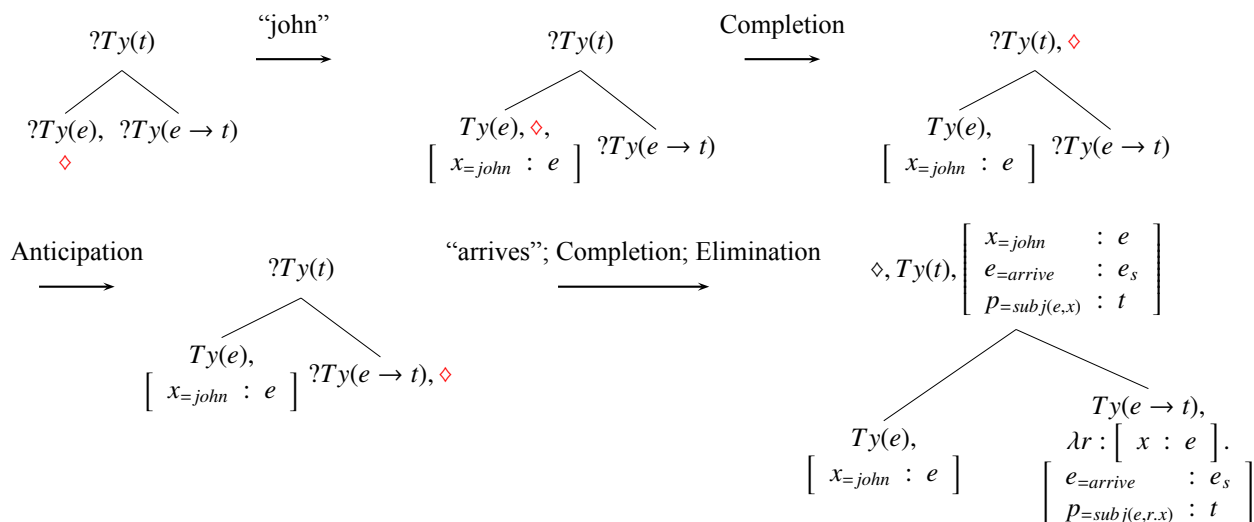 ?Ty(t)
“john”
?Ty(t)
Completion
?Ty(t), ◊
?Ty(e), ?Ty(e → t)
◊
Ty(e), ◊,
[ x=john : e ] ?Ty(e → t)
Ty(e),
[ x=john : e ] ?Ty(e → t)
Anticipation
?Ty(t)
Ty(e),
[ x=john : e ] ?Ty(e → t), ◊
“arrives”; Completion; Elimination
◊, Ty(t), [ x=john : e
e=arrive : es
p=subj(e,x) : t ]
Ty(e),
[ x=john : e ]
Ty(e → t),
λr : [ x : e ] .
[ e=arrive : es
p=subj(e,r.x) : t ]